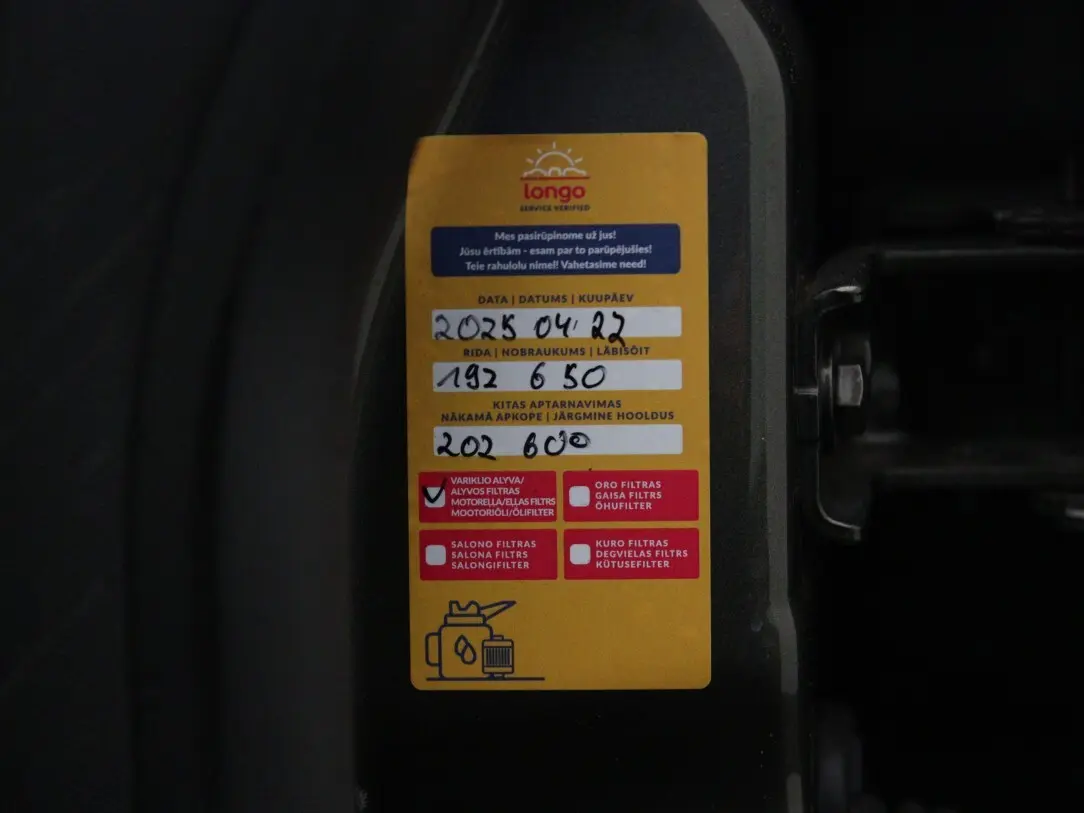 longo
SERVICE VERIFIED
Mes pasirūpinome už jus!
Jūsu ērtībām - esam par to parūpējušies!
Teie rahulolu nimel! Vahetasime need!
DATA | DATUMS | KUUPÄEV
2025 04 22
RIDA | NOBRAUKUMS | LÄBISÕIT
192 650
KITAS APTARNAVIMAS
NĀKAMĀ APKOPE | JÄRGMINE HOOLDUS
202 600
VARIKLIO ALYVA/
ALYVOS FILTRAS
MOTOREĻĻA/EĻĻAS FILTRS
MOOTORIÕLI/ÕLIFILTER
ORO FILTRAS
GAISA FILTRS
ÕHUFILTER
SALONO FILTRAS
SALONA FILTRS
SALONGIFILTER
KURO FILTRAS
DEGVIELAS FILTRS
KÜTUSEFILTER